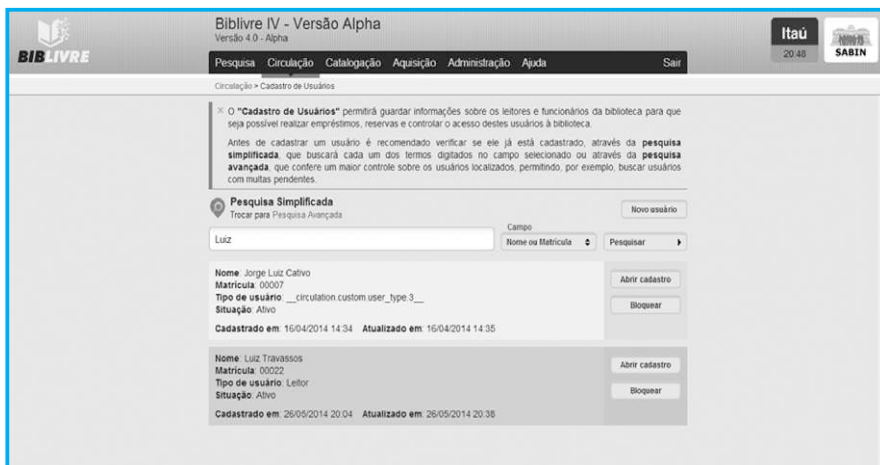 Biblivre IV - Versão Alpha
Versão 4.0 - Alpha
BIBLIVRE
Itaú
20:48
SABIN
Pesquisa Circulação Catalogação Aquisição Administração Ajuda Sair
Circulação > Cadastro de Usuários
× O "Cadastro de Usuários" permitirá guardar informações sobre os leitores e funcionários da biblioteca para que
seja possível realizar empréstimos, reservas e controlar o acesso destes usuários à biblioteca.
Antes de cadastrar um usuário é recomendado verificar se ele já está cadastrado, através da pesquisa
simplificada, que buscará cada um dos termos digitados no campo selecionado ou através da pesquisa
avançada, que confere um maior controle sobre os usuários localizados, permitindo, por exemplo, buscar usuários
com multas pendentes.
Pesquisa Simplificada
Trocar para Pesquisa Avançada
Novo usuário
Campo
Luiz
Nome ou Matrícula
Pesquisar
Nome: Jorge Luiz Cativo
Matrícula: 00007
Tipo de usuário: __circulation.custom.user_type.3__
Situação: Ativo
Cadastrado em: 16/04/2014 14:34 Atualizado em: 16/04/2014 14:35
Abrir cadastro
Bloquear
Nome: Luiz Travassos
Matrícula: 00022
Tipo de usuário: Leitor
Situação: Ativo
Cadastrado em: 26/05/2014 20:04 Atualizado em: 26/05/2014 20:38
Abrir cadastro
Bloquear